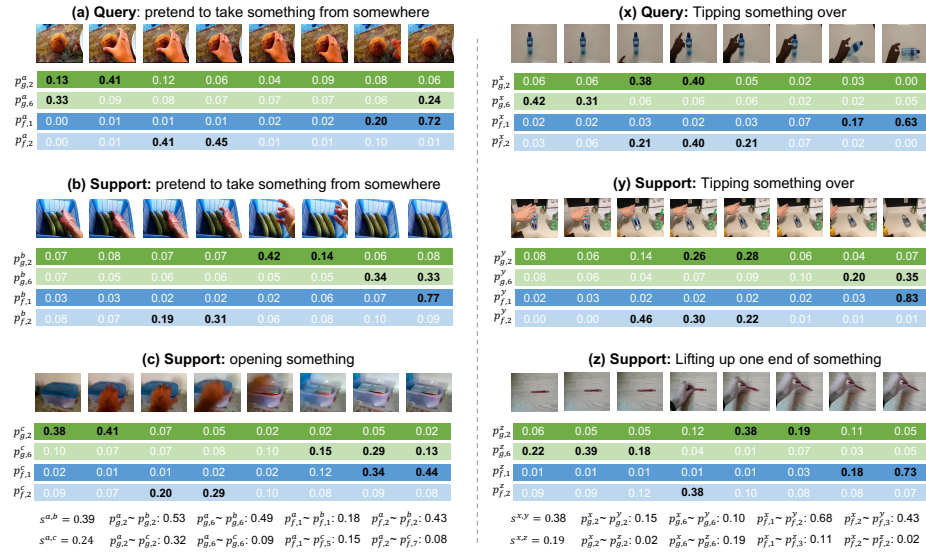 (a) Query: pretend to take something from somewhere
p^a_{g,2} 0.13 0.41 0.12 0.06 0.04 0.09 0.08 0.06
p^a_{g,6} 0.33 0.09 0.08 0.07 0.07 0.06 0.06 0.24
p^a_{f,1} 0.00 0.01 0.01 0.01 0.02 0.02 0.20 0.72
p^a_{f,2} 0.00 0.01 0.41 0.45 0.01 0.01 0.10 0.01
(b) Support: pretend to take something from somewhere
p^b_{g,2} 0.07 0.08 0.07 0.07 0.42 0.14 0.06 0.08
p^b_{g,6} 0.07 0.05 0.06 0.06 0.05 0.05 0.34 0.33
p^b_{f,1} 0.03 0.03 0.02 0.01 0.02 0.06 0.07 0.77
p^b_{f,2} 0.08 0.07 0.19 0.31 0.06 0.08 0.10 0.09
(c) Support: opening something
p^c_{g,2} 0.38 0.41 0.07 0.05 0.02 0.02 0.05 0.02
p^c_{g,6} 0.10 0.07 0.07 0.08 0.10 0.15 0.29 0.13
p^c_{f,1} 0.02 0.01 0.01 0.02 0.02 0.12 0.34 0.44
p^c_{f,2} 0.09 0.07 0.20 0.29 0.10 0.08 0.09 0.08
s^{a,b} = 0.39 p^a_{g,2}~ p^b_{g,2}: 0.53 p^a_{g,6}~ p^b_{g,6}: 0.49 p^a_{f,1}~ p^b_{f,1}: 0.18 p^a_{f,2}~ p^b_{f,2}: 0.43
s^{a,c} = 0.24 p^a_{g,2}~ p^c_{g,2}: 0.32 p^a_{g,6}~ p^c_{g,6}: 0.09 p^a_{f,1}~ p^c_{f,5}: 0.15 p^a_{f,2}~ p^c_{f,7}: 0.08
(x) Query: Tipping something over
p^x_{g,2} 0.06 0.06 0.38 0.40 0.05 0.02 0.03 0.00
p^x_{g,6} 0.42 0.31 0.06 0.06 0.06 0.02 0.02 0.05
p^x_{f,1} 0.02 0.02 0.03 0.02 0.03 0.07 0.17 0.63
p^x_{f,2} 0.03 0.06 0.21 0.40 0.21 0.07 0.02 0.00
(y) Support: Tipping something over
p^y_{g,2} 0.08 0.06 0.14 0.26 0.28 0.06 0.04 0.07
p^y_{g,6} 0.06 0.08 0.04 0.07 0.09 0.10 0.20 0.35
p^y_{f,1} 0.02 0.03 0.02 0.02 0.02 0.02 0.03 0.83
p^y_{f,2} 0.00 0.00 0.46 0.30 0.22 0.01 0.01 0.01
(z) Support: Lifting up one end of something
p^z_{g,2} 0.06 0.05 0.05 0.12 0.38 0.19 0.11 0.05
p^z_{g,6} 0.22 0.39 0.18 0.04 0.01 0.07 0.03 0.05
p^z_{f,1} 0.01 0.01 0.01 0.01 0.01 0.03 0.18 0.73
p^z_{f,2} 0.09 0.09 0.12 0.38 0.10 0.08 0.08 0.07
s^{x,y} = 0.38 p^x_{g,2}~ p^y_{g,2}: 0.15 p^x_{g,6}~ p^y_{g,6}: 0.10 p^x_{f,1}~ p^y_{f,1}: 0.68 p^x_{f,2}~ p^y_{f,3}: 0.43
s^{x,z} = 0.19 p^x_{g,2}~ p^z_{g,2}: 0.02 p^x_{g,6}~ p^z_{g,6}: 0.19 p^x_{f,1}~ p^z_{f,3}: 0.11 p^z_{f,2}~ p^z_{f,2}: 0.02